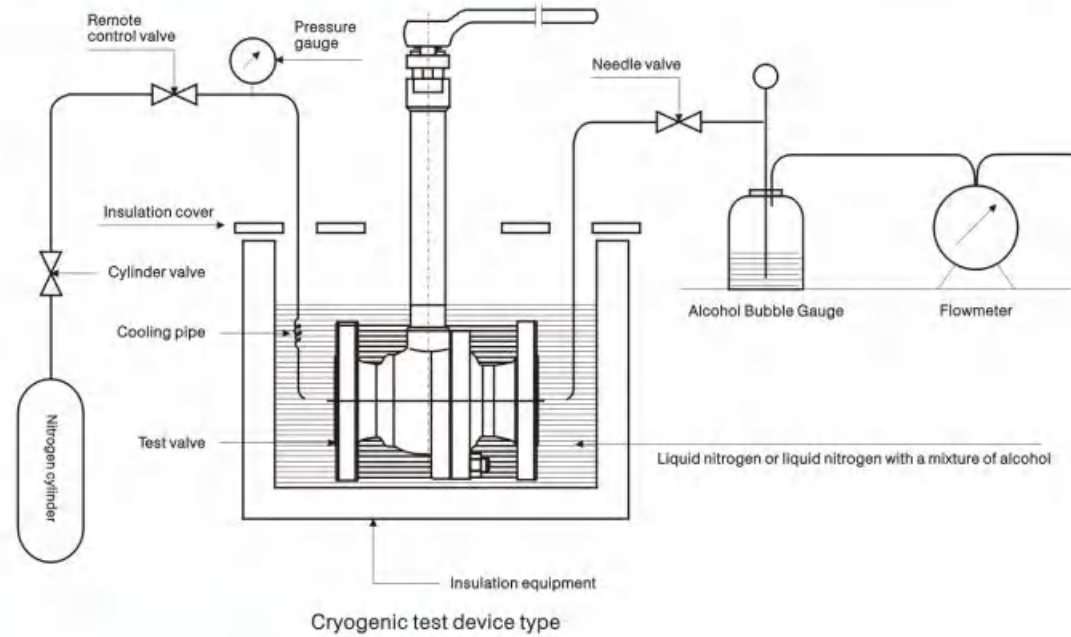 Remote
control valve
Pressure
gauge
Needle valve
Insulation cover
Cylinder valve
Cooling pipe
Test valve
Nitrogen cylinder
Alcohol Bubble Gauge
Flowmeter
Liquid nitrogen or liquid nitrogen with a mixture of alcohol
Insulation equipment
Cryogenic test device type